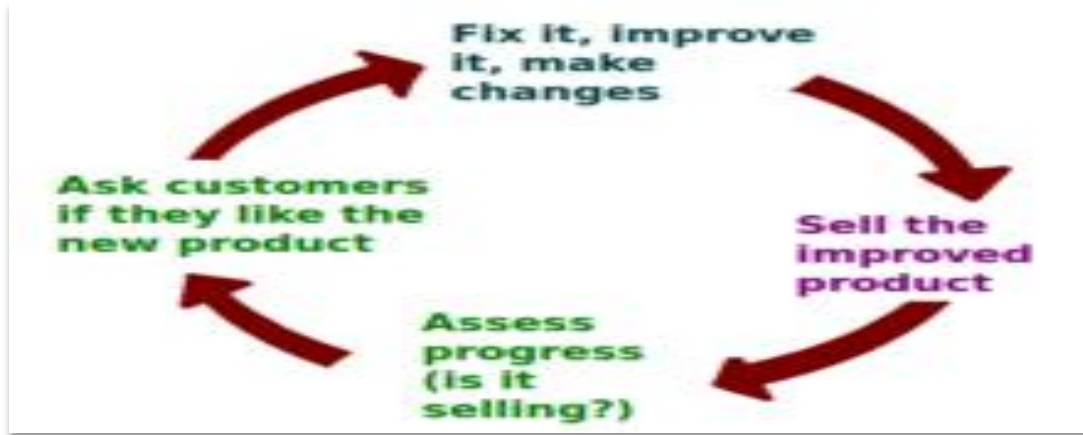 Fix it, improve
it, make
changes
Sell the
improved
product
Assess
progress
(is it
selling?)
Ask customers
if they like the
new product